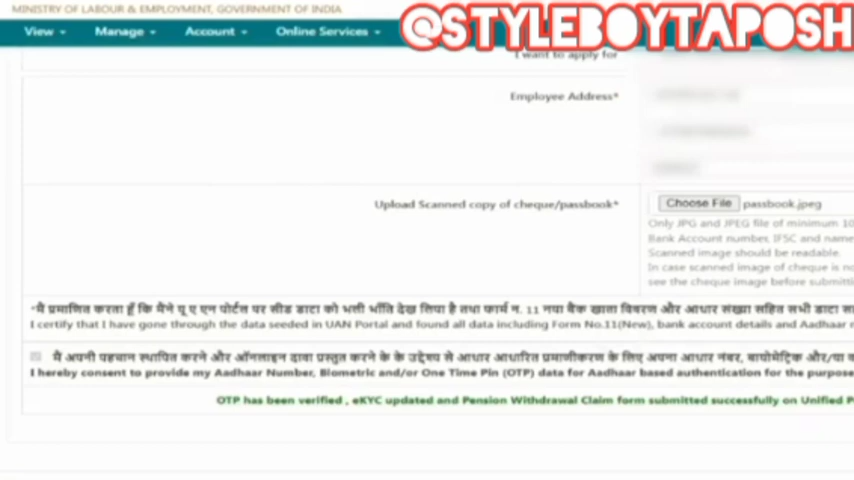 MINISTRY OF LABOUR & EMPLOYMENT, GOVERNMENT OF INDIA
@STYLEBOYTAPOSH
View Manage Account Online Services
I want to apply for
Employee Address*
Upload Scanned copy of cheque/passbook* Choose File passbook.jpeg
Only JPG and JPEG file of minimum 10
Bank Account number, IFSC and name
Scanned image should be readable.
In case scanned image of cheque is no
see the cheque image before submitti
*मैं प्रमाणित करता हूँ कि मैंने यू ए एन पोर्टल पर सीड डाटा को भली भाँति देख लिया है तथा फार्म न. 11 नया बैंक खाता विवरण और आधार संख्या सहित सभी डाटा स
I certify that I have gone through the data seeded in UAN Portal and found all data including Form No.11(New), bank account details and Aadhaar
मैं अपनी पहचान स्थापित करने और ऑनलाइन दावा प्रस्तुत करने के के उद्देश्य से आधार आधारित प्रमाणीकरण के लिए अपना आधार नंबर, बायोमेट्रिक और/या व
I hereby consent to provide my Aadhaar Number, Biometric and/or One Time Pin (OTP) data for Aadhaar based authentication for the purpose
OTP has been verified , eKYC updated and Pension Withdrawal Claim form submitted successfully on Unified P